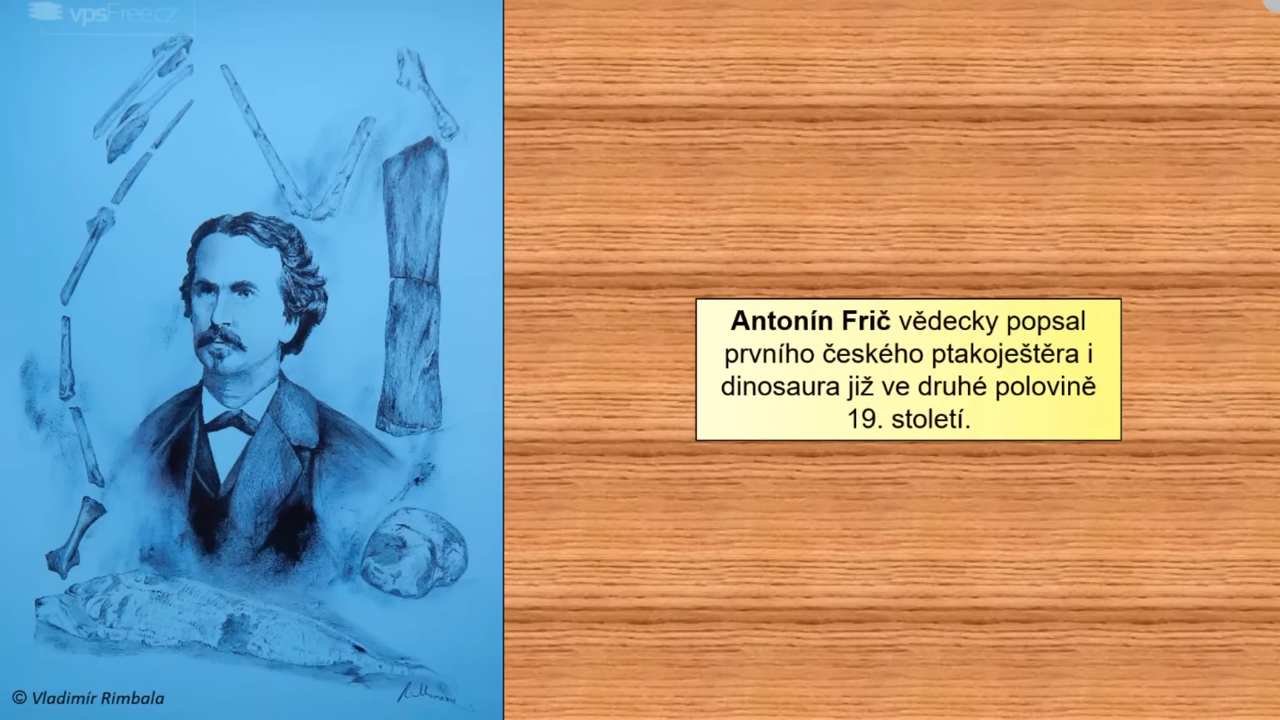 vpsFree.cz
Antonín Frič vědecky popsal
prvního českého ptakoještěra i
dinosaura již ve druhé polovině
19. století.
© Vladimír Rimbala